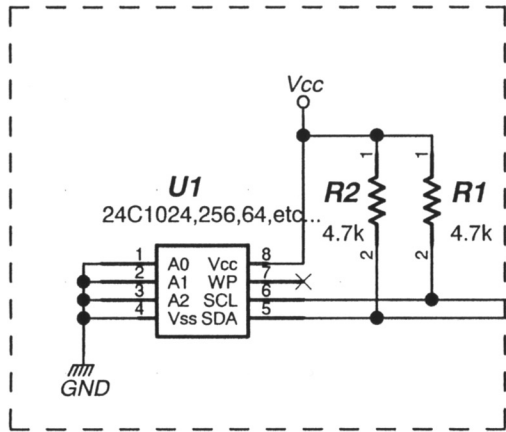 Vcc
U1
24C1024,256,64,etc...
R2
R1
4.7k
4.7k
1
2
1
2
1 A0 Vcc 8
2 A1 WP 7
3 A2 SCL 6
4 Vss SDA 5
GND